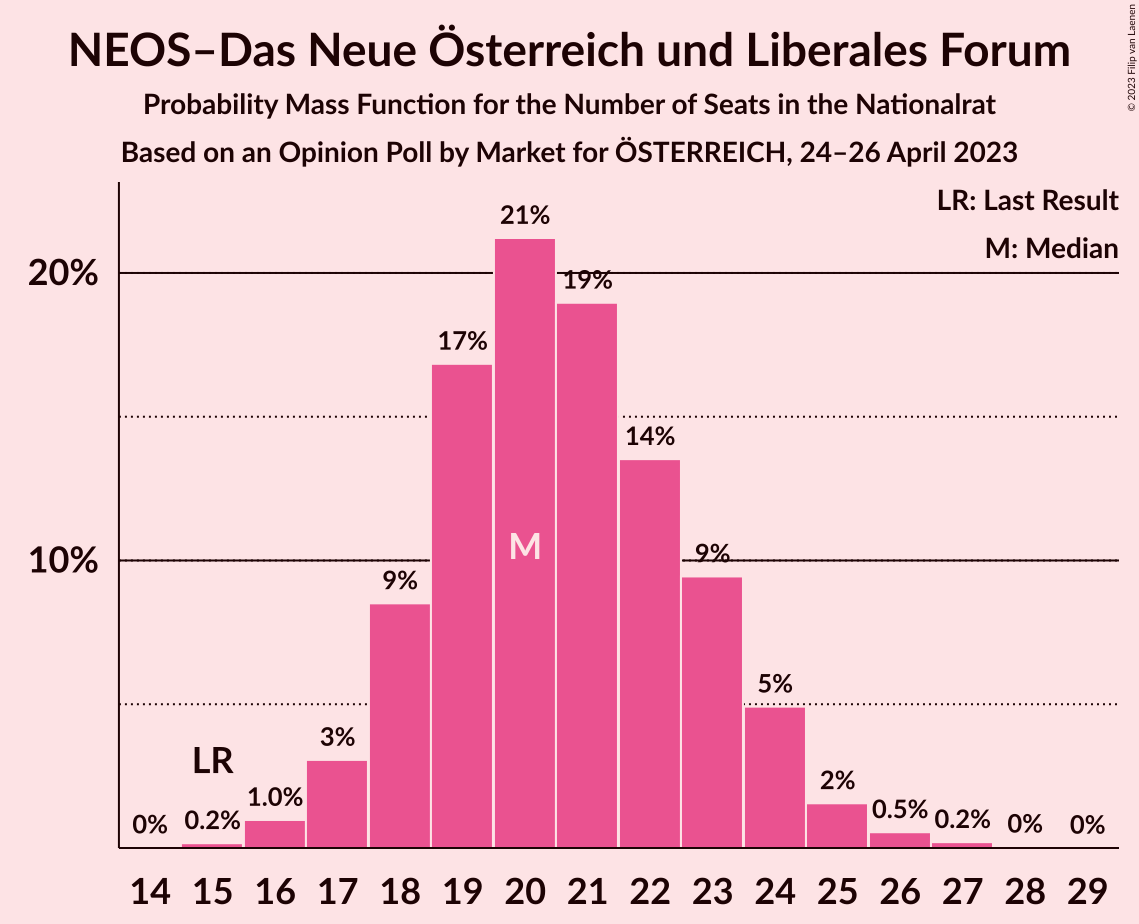 NEOS–Das Neue Österreich und Liberales Forum
Probability Mass Function for the Number of Seats in the Nationalrat
Based on an Opinion Poll by Market for ÖSTERREICH, 24–26 April 2023
© 2023 Filip van Laenen
LR: Last Result
M: Median
20%
10%
0%
0.2%
1.0%
3%
9%
17%
21%
19%
14%
9%
5%
2%
0.5%
0.2%
0%
0%
LR
M
14 15 16 17 18 19 20 21 22 23 24 25 26 27 28 29